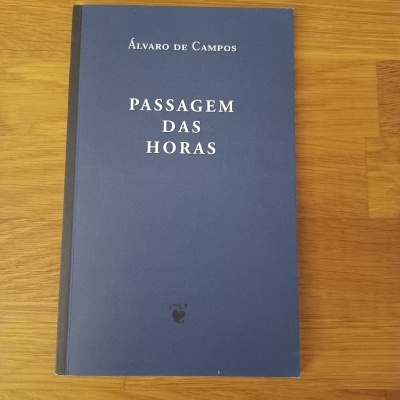 Álvaro de Campos
PASSAGEM
DAS
HORAS